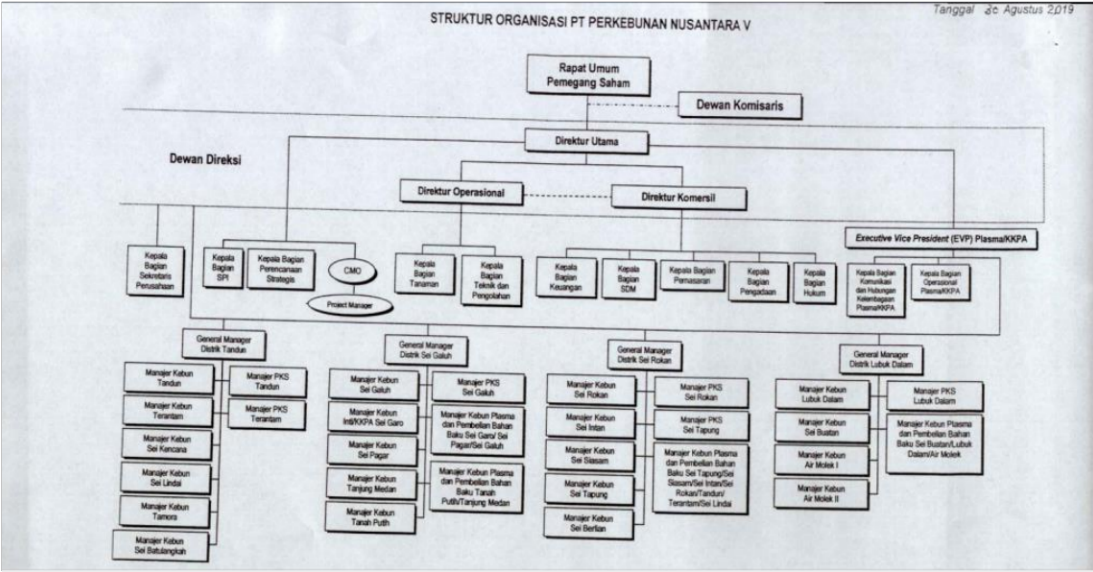 Tanggal 30 Agustus 2019
STRUKTUR ORGANISASI PT PERKEBUNAN NUSANTARA V
Rapat Umum
Pemegang Saham
Dewan Komisaris
Direktur Utama
Dewan Direksi
Direktur Operasional
Direktur Komersil
Executive Vice President (EVP) Plasma/KKPA
Kepala
Bagian
Sekretaris
Perusahaan
Kepala
Bagian
SPI
Kepala Bagian
Perencanaan
Strategis
CMO
Project Manager
Kepala
Bagian
Tanaman
Kepala
Bagian
Teknik dan
Pengolahan
Kepala
Bagian
Keuangan
Kepala
Bagian
SDM
Kepala Bagian
Pemasaran
Kepala
Bagian
Pengadaan
Kepala
Bagian
Hukum
Kepala Bagian
Komunikasi
dan Hubungan
Kelembagaan
Plasma/KKPA
Kepala Bagian
Operasional
Plasma/KKPA
General Manager
Distrik Tandun
Manajer Kebun
Tandun
Manajer Kebun
Terantam
Manajer Kebun
Sei Kencana
Manajer Kebun
Sei Lindai
Manajer Kebun
Tamora
Manajer Kebun
Sei Batulangkah
Manajer PKS
Tandun
Manajer PKS
Terantam
General Manager
Distrik Sei Galuh
Manajer Kebun
Sei Galuh
Manajer Kebun
Inti/KKPA Sei Garo
Manajer Kebun
Sei Pagar
Manajer Kebun
Tanjung Medan
Manajer Kebun
Tanah Putih
Manajer PKS
Sei Galuh
Manajer Kebun Plasma
dan Pembelian Bahan
Baku Sei Garo/ Sei
Pagar/Sei Galuh
Manajer Kebun Plasma
dan Pembelian Bahan
Baku Tanah
Putih/Tanjung Medan
General Manager
Distrik Sei Rokan
Manajer Kebun
Sei Rokan
Manajer Kebun
Sei Intan
Manajer Kebun
Sei Siasam
Manajer Kebun
Sei Tapung
Manajer Kebun
Sei Berlian
Manajer PKS
Sei Rokan
Manajer PKS
Sei Tapung
Manajer Kebun Plasma
dan Pembelian Bahan
Baku Sei Tapung/Sei
Siasam/Sei Intan/Sei
Rokan/Tandun/
Terantam/Sei Lindai
General Manager
Distrik Lubuk Dalam
Manajer Kebun
Lubuk Dalam
Manajer Kebun
Sei Buatan
Manajer Kebun
Air Molek I
Manajer Kebun
Air Molek II
Manajer PKS
Lubuk Dalam
Manajer Kebun Plasma
dan Pembelian Bahan
Baku Sei Buatan/Lubuk
Dalam/Air Molek